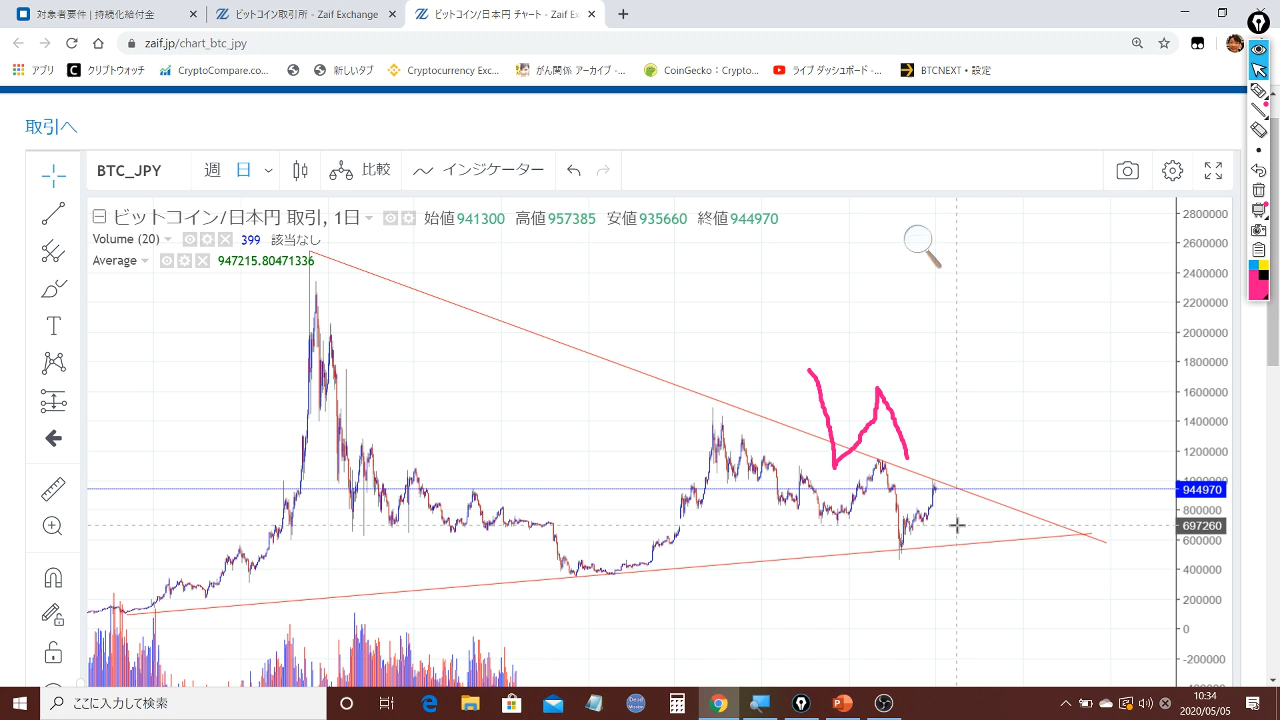 対象者要件 | 持続化給付金
ビットコイン取引所 - Zaif Exchange
ビットコイン/日本円 チャート - Zaif Ex
zaif.jp/chart_btc_jpy
アプリ
クリプトウォッチ
CryptoCompare.co...
新しいタブ
Cryptocurrency Exc...
がん関係 アーカイブ -...
CoinGecko：Crypto...
ライブ ダッシュボード -...
BTCNEXT • 設定
取引へ
BTC_JPY
週
日
比較
インジケーター
ビットコイン/日本円 取引, 1日
始値941300 高値957385 安値935660 終値944970
Volume (20)
399 該当なし
Average
947215.80471336
2800000
2600000
2400000
2200000
2000000
1800000
1600000
1400000
1200000
944970
800000
697260
600000
400000
200000
0
-200000
ここに入力して検索
10:34
2020/05/05